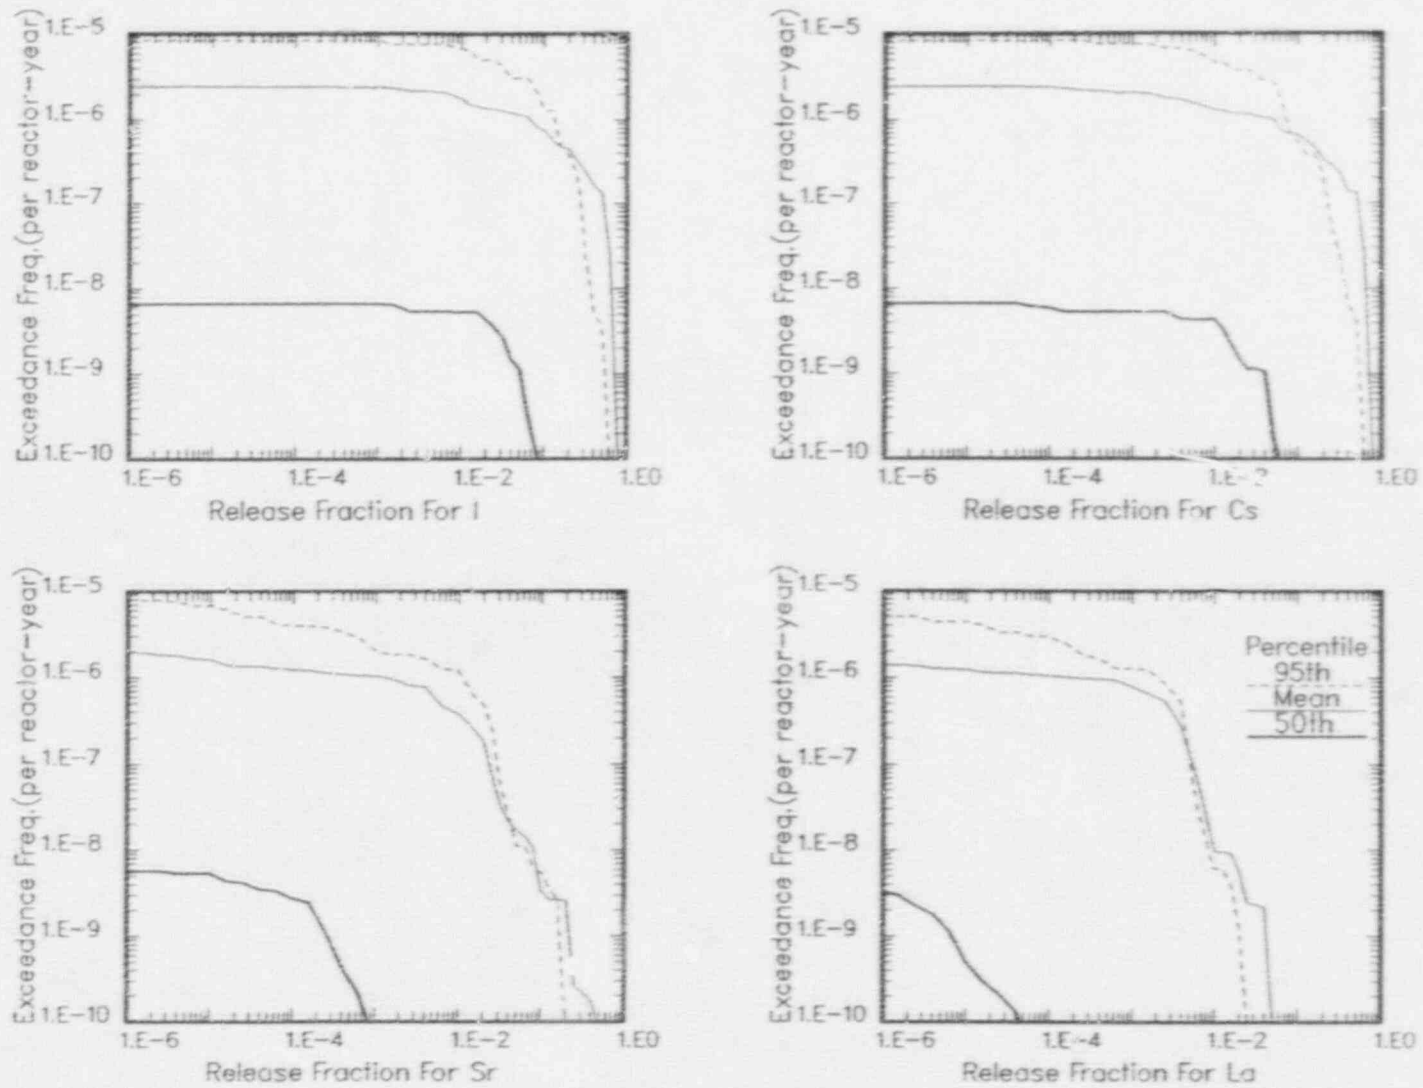 Exceedance Freq.(per reactor-year)
1.E-5
1.E-6
1.E-7
1.E-8
1.E-9
1.E-10
1.E-6
1.E-4
1.E-2
1.E0
Release Fraction For I
Exceedance Freq.(per reactor-year)
1.E-5
1.E-6
1.E-7
1.E-8
1.E-9
1.E-10
1.E-6
1.E-4
1.E-2
1.E0
Release Fraction For Cs
Exceedance Freq.(per reactor-year)
1.E-5
1.E-6
1.E-7
1.E-8
1.E-9
1.E-10
1.E-6
1.E-4
1.E-2
1.E0
Release Fraction For Sr
Exceedance Freq.(per reactor-year)
1.E-5
1.E-6
1.E-7
1.E-8
1.E-9
1.E-10
1.E-6
1.E-4
1.E-2
1.E0
Release Fraction For La
Percentile
95th
Mean
50th